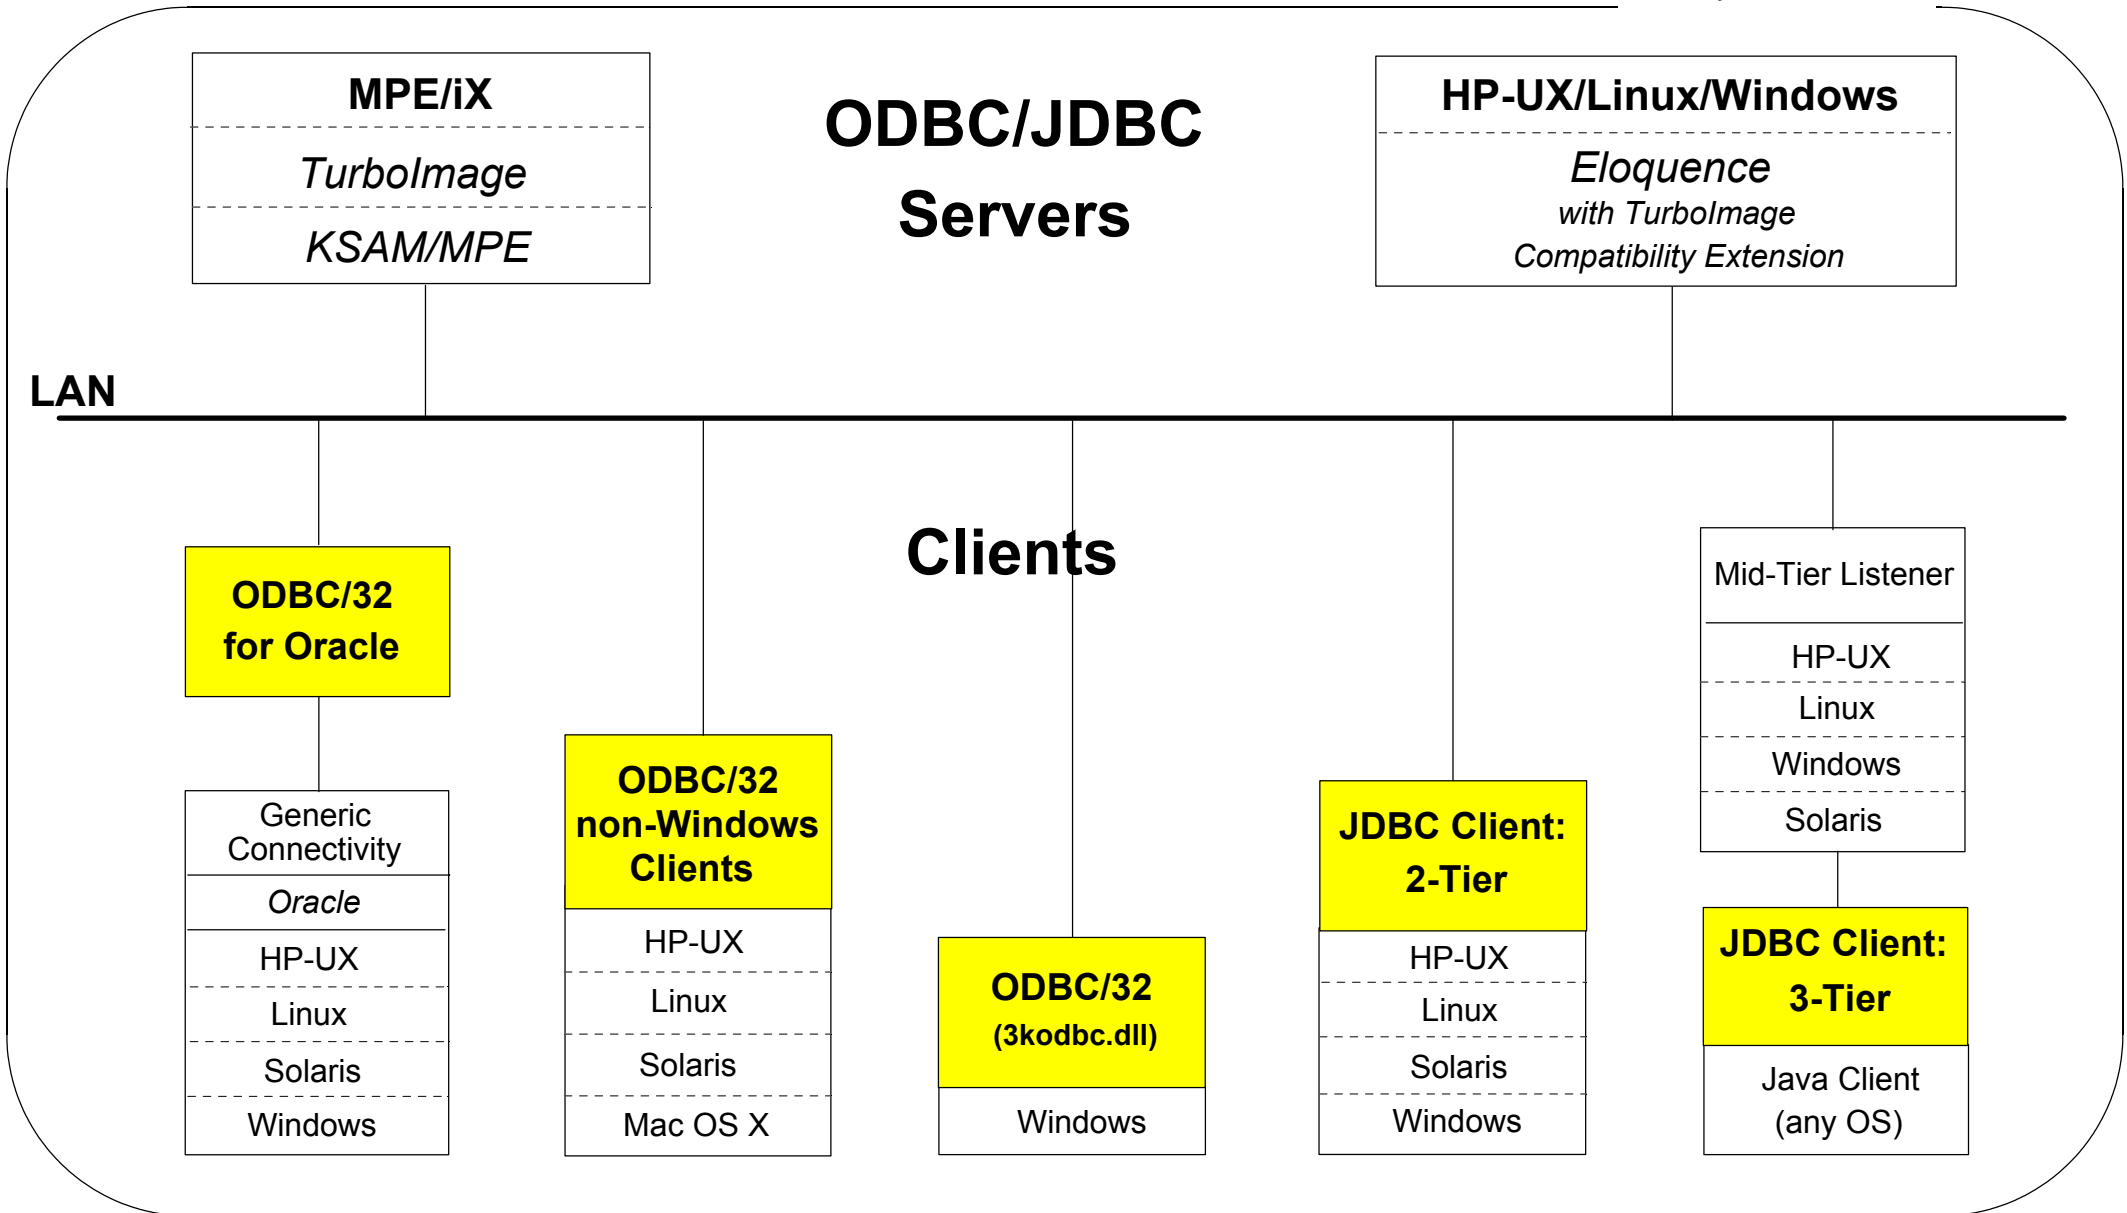 MPE/iX
TurboImage
KSAM/MPE
ODBC/JDBC
Servers
HP-UX/Linux/Windows
Eloquence
with TurboImage
Compatibility Extension
LAN
Clients
ODBC/32
for Oracle
Generic
Connectivity
Oracle
HP-UX
Linux
Solaris
Windows
ODBC/32
non-Windows
Clients
HP-UX
Linux
Solaris
Mac OS X
ODBC/32
(3kodbc.dll)
Windows
JDBC Client:
2-Tier
HP-UX
Linux
Solaris
Windows
Mid-Tier Listener
HP-UX
Linux
Windows
Solaris
JDBC Client:
3-Tier
Java Client
(any OS)